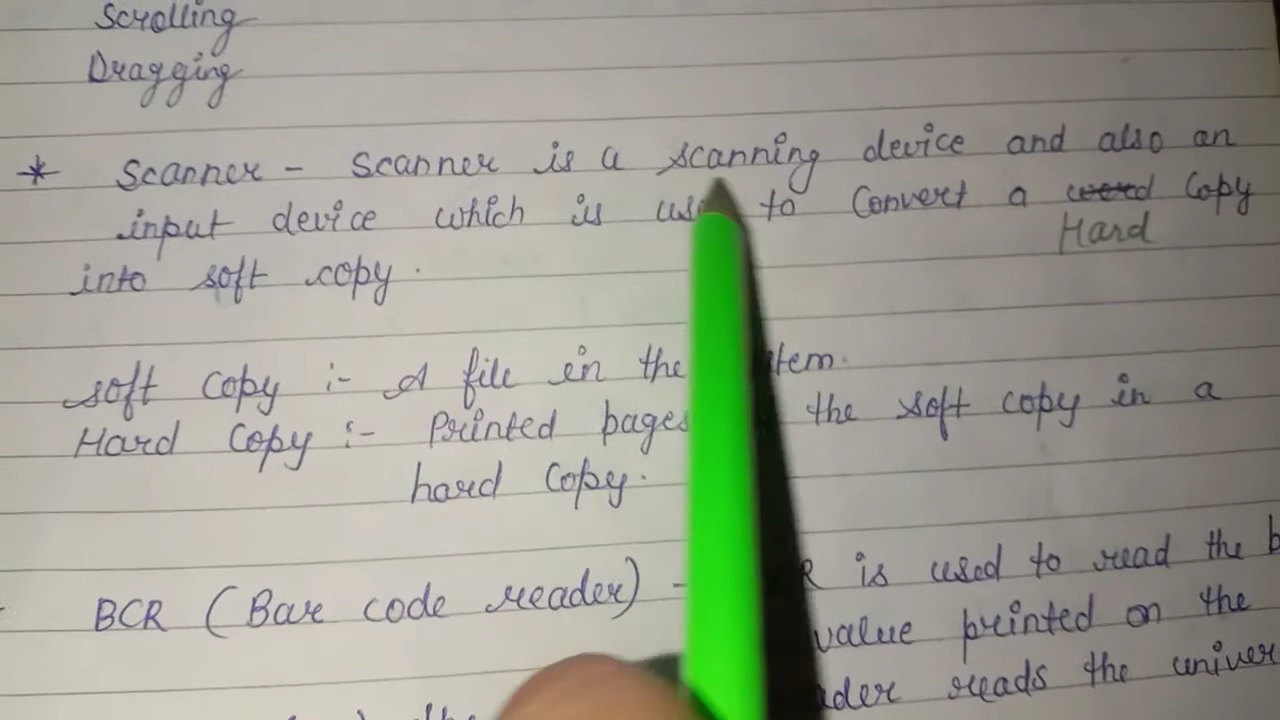 Scrolling
Dragging
* Scanner - Scanner is a scanning device and also an
input device which is to convert a Copy
Hard
into soft copy.
soft copy :- A file in the
Hard Copy :- Printed pages the soft copy in a
hard copy.
BCR (Bar code reader) - is used to read the
value printed on the
reads the